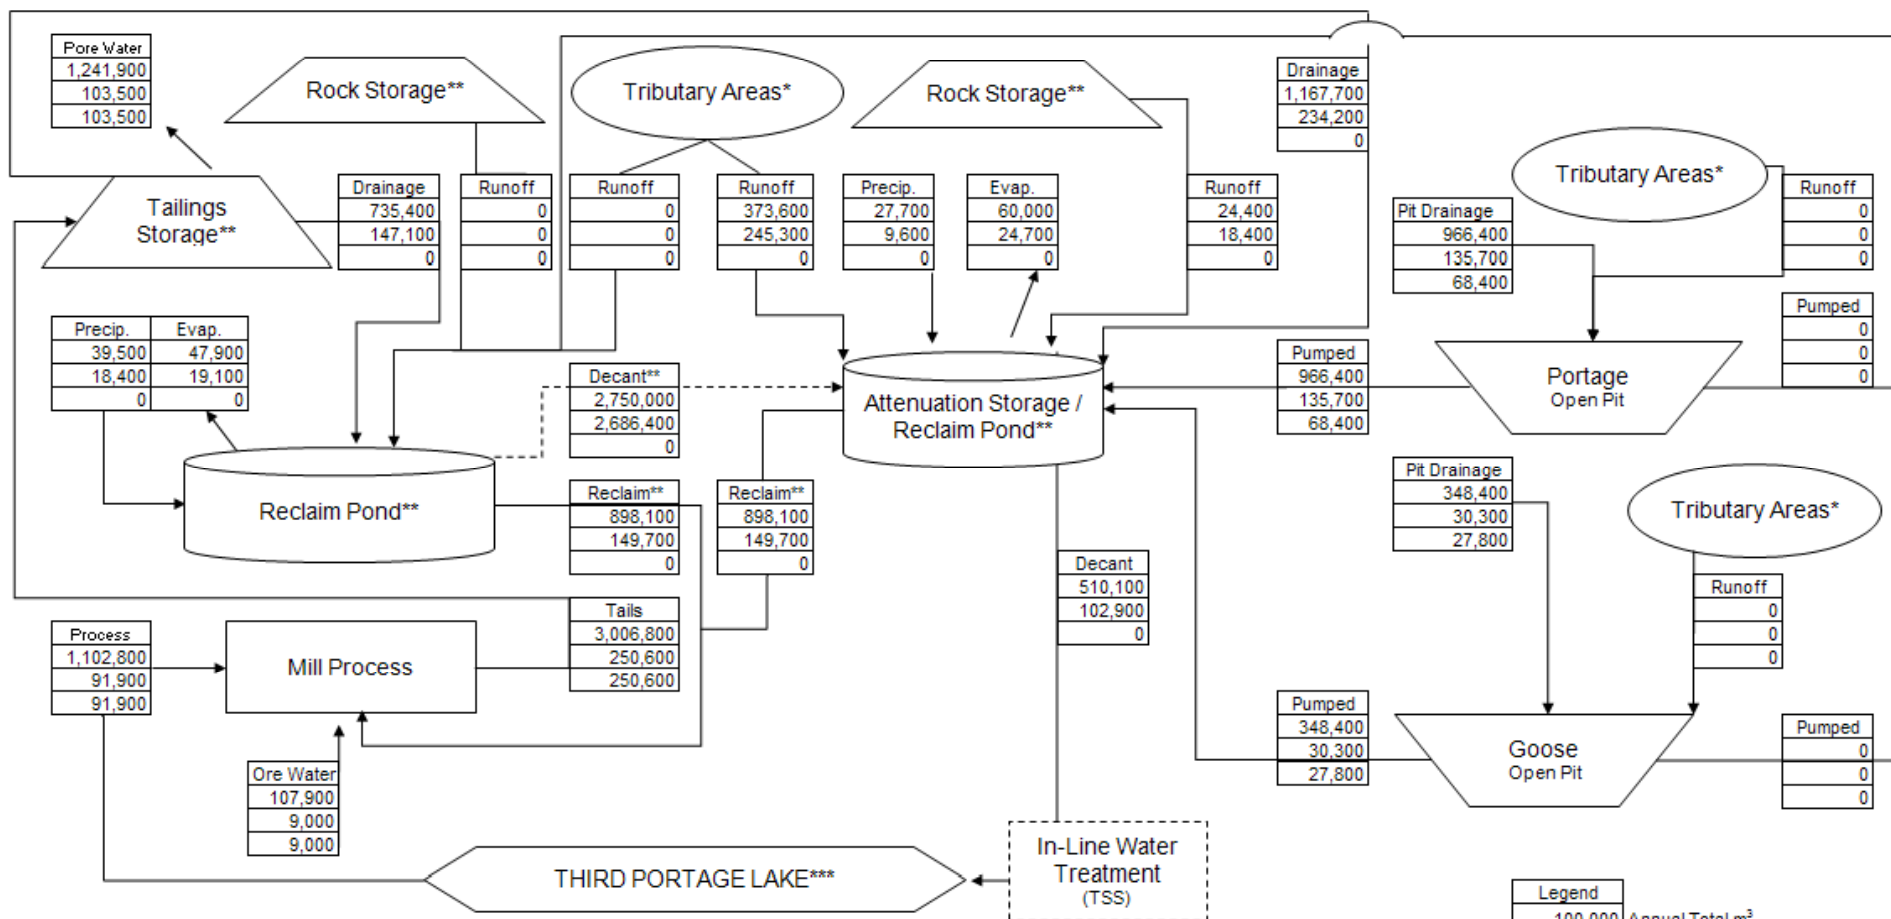 Pore Water
1,241,900
103,500
103,500
Rock Storage**
Tributary Areas*
Rock Storage**
Drainage
1,167,700
234,200
0
Tributary Areas*
Tailings
Storage**
Drainage
735,400
147,100
0
Runoff
0
0
0
Runoff
0
0
0
Runoff
373,600
245,300
0
Precip.
27,700
9,600
0
Evap.
60,000
24,700
0
Runoff
24,400
18,400
0
Pit Drainage
966,400
135,700
68,400
Runoff
0
0
0
Precip. Evap.
39,500 47,900
18,400 19,100
0 0
Decant**
2,750,000
2,686,400
0
Attenuation Storage /
Reclaim Pond**
Pumped
966,400
135,700
68,400
Portage
Open Pit
Pumped
0
0
0
Reclaim Pond**
Reclaim**
898,100
149,700
0
Reclaim**
898,100
149,700
0
Pit Drainage
348,400
30,300
27,800
Tributary Areas*
Decant
510,100
102,900
0
Runoff
0
0
0
Process
1,102,800
91,900
91,900
Mill Process
Tails
3,006,800
250,600
250,600
Pumped
348,400
30,300
27,800
Goose
Open Pit
Pumped
0
0
0
Ore Water
107,900
9,000
9,000
THIRD PORTAGE LAKE***
In-Line Water
Treatment
(TSS)
Legend
100,000 Annual Total m³